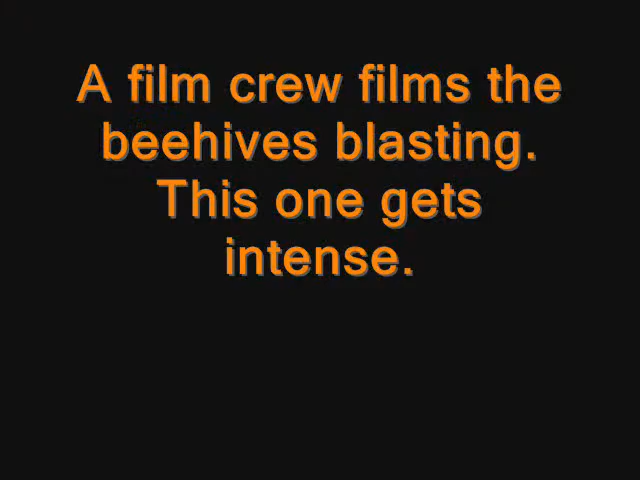 A film crew films the
beehives blasting.
This one gets
intense.